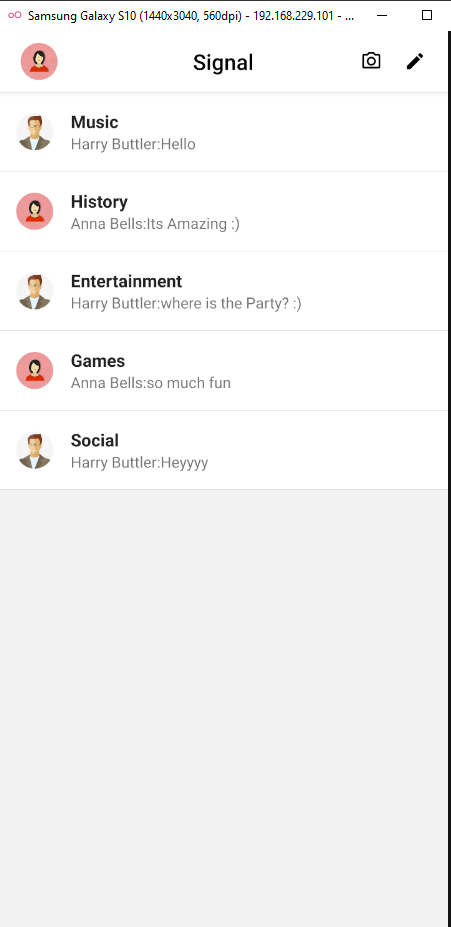 Samsung Galaxy S10 (1440x3040, 560dpi) - 192.168.229.101 - ...
Signal
Music
Harry Buttler:Hello
History
Anna Bells:Its Amazing :)
Entertainment
Harry Buttler:where is the Party? :)
Games
Anna Bells:so much fun
Social
Harry Buttler:Heyyyy